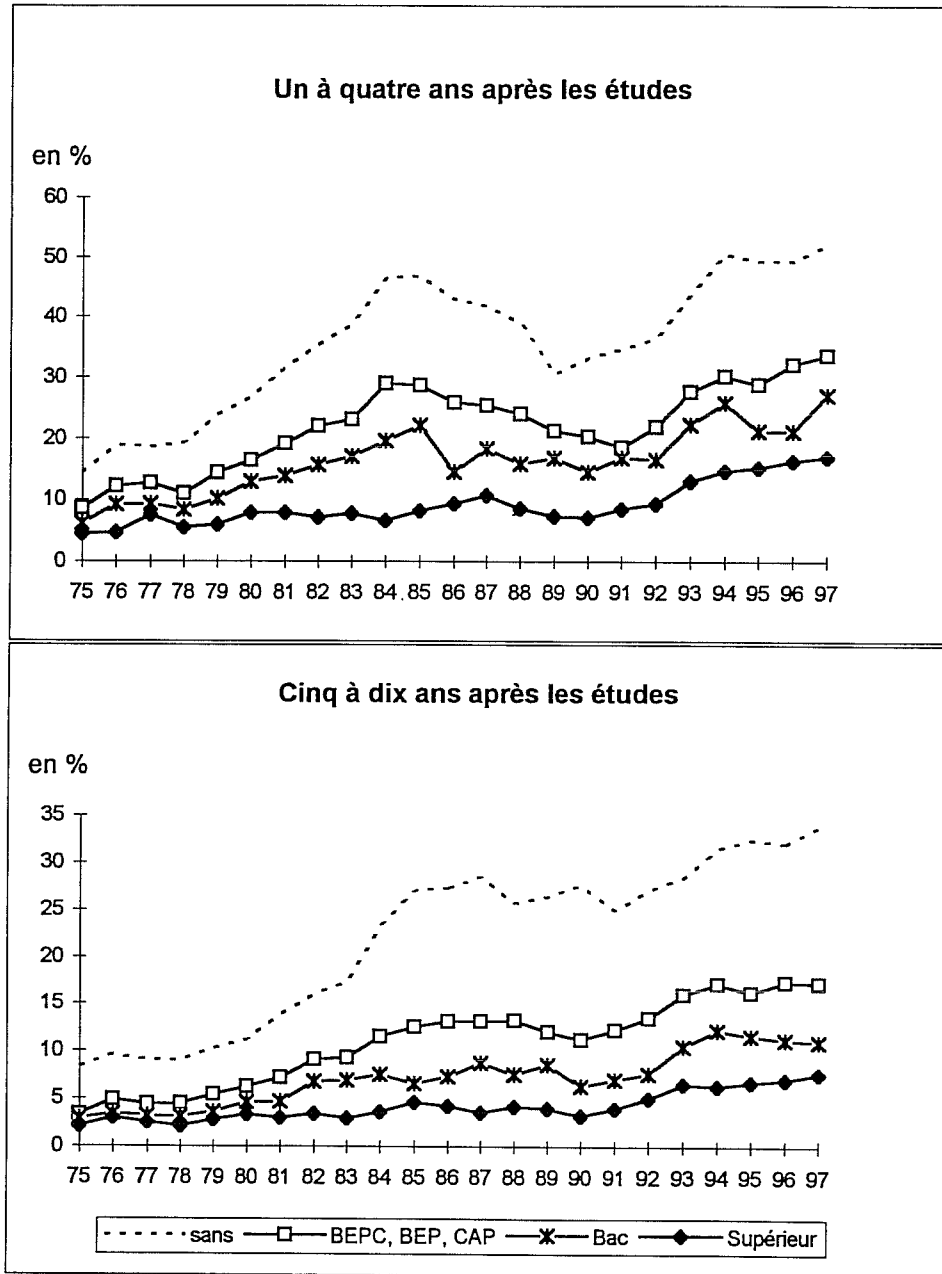 Un à quatre ans après les études
en %
60
50
40
30
20
10
0
75 76 77 78 79 80 81 82 83 84 85 86 87 88 89 90 91 92 93 94 95 96 97
Cinq à dix ans après les études
en %
35
30
25
20
15
10
5
0
75 76 77 78 79 80 81 82 83 84 85 86 87 88 89 90 91 92 93 94 95 96 97
sans BEPC, BEP, CAP Bac Supérieur